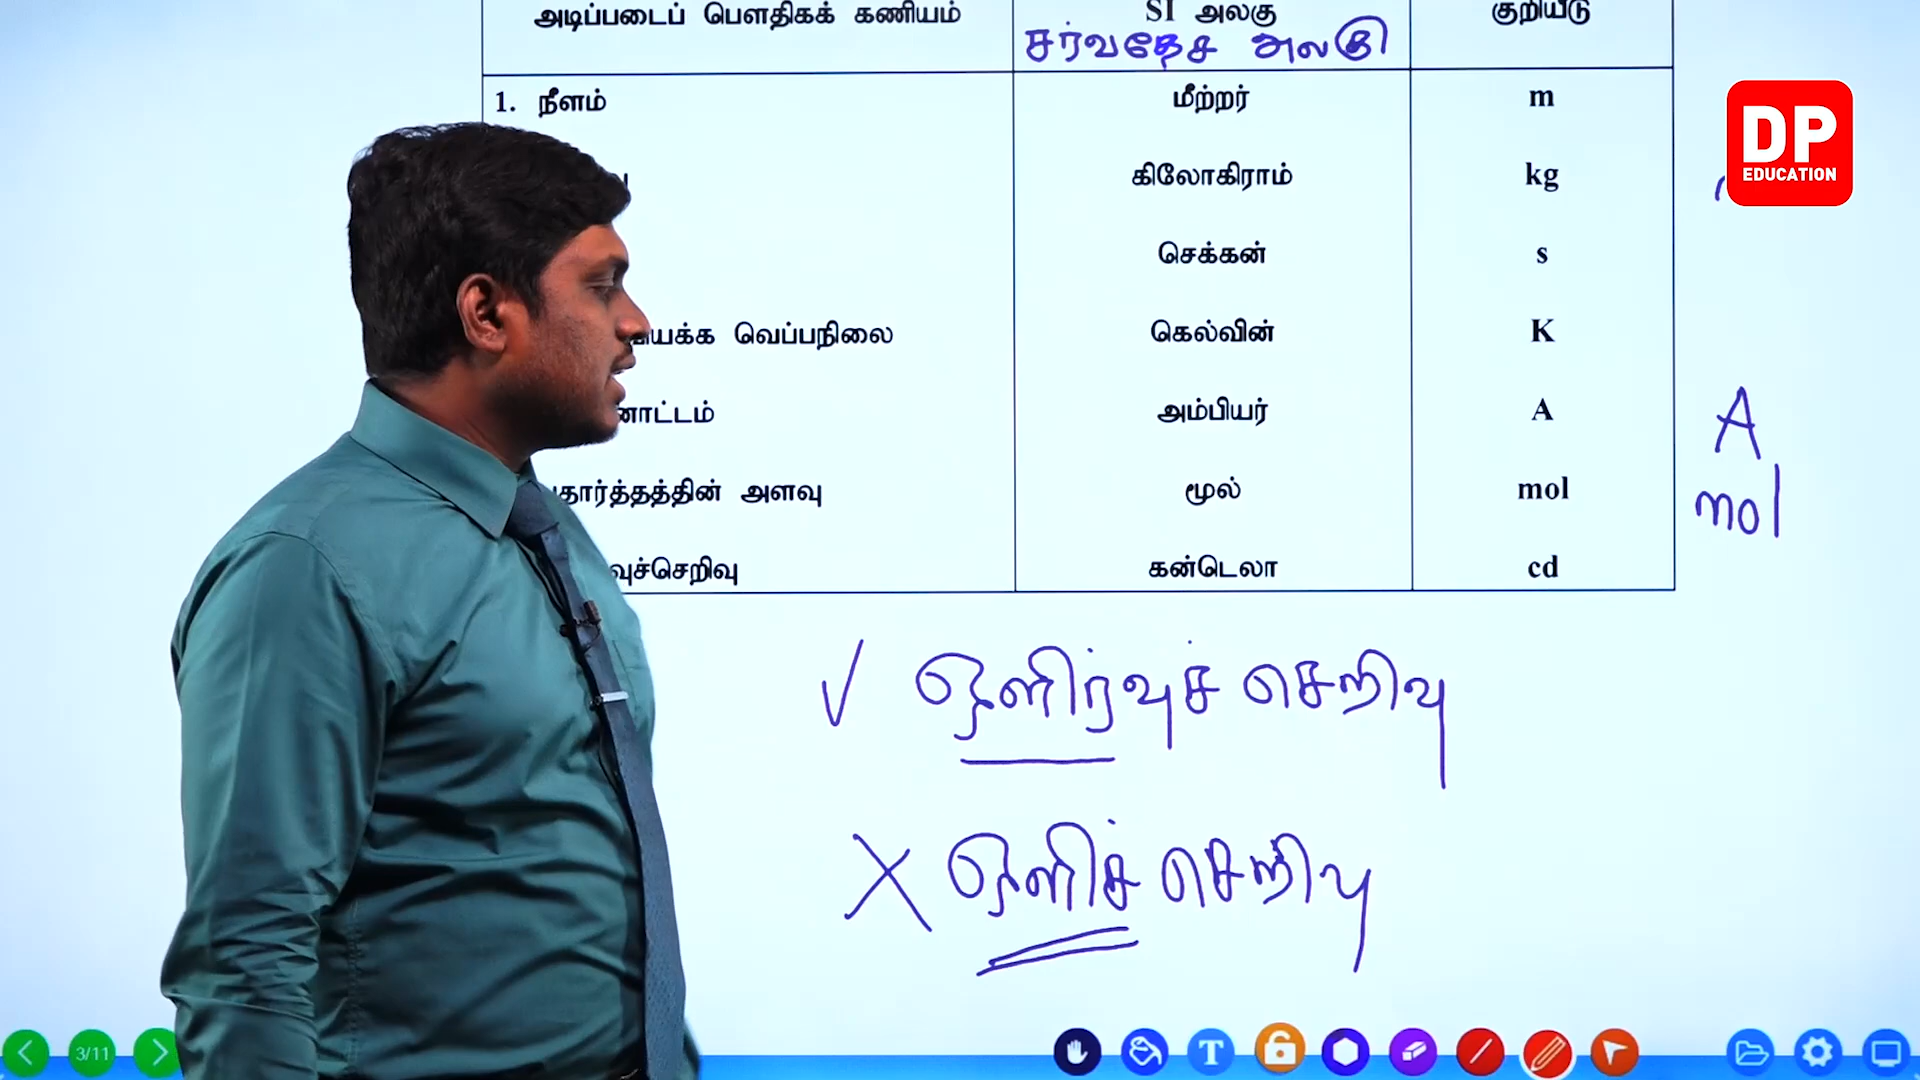 அடிப்படைப் பௌதிகக் கணியம் SI அலகு குறியீடு
சர்வதேச அலகு
1. நீளம் மீற்றர் m
கிலோகிராம் kg
செக்கன் s
வெப்பநிலை கெல்வின் K
அம்பியர் A
A
அளவு மூல் mol
mol
கன்டெலா cd
✓ ஒளிர்வுச் செறிவு
X ஒளிச் செறிவு
DP
EDUCATION
3/11
T